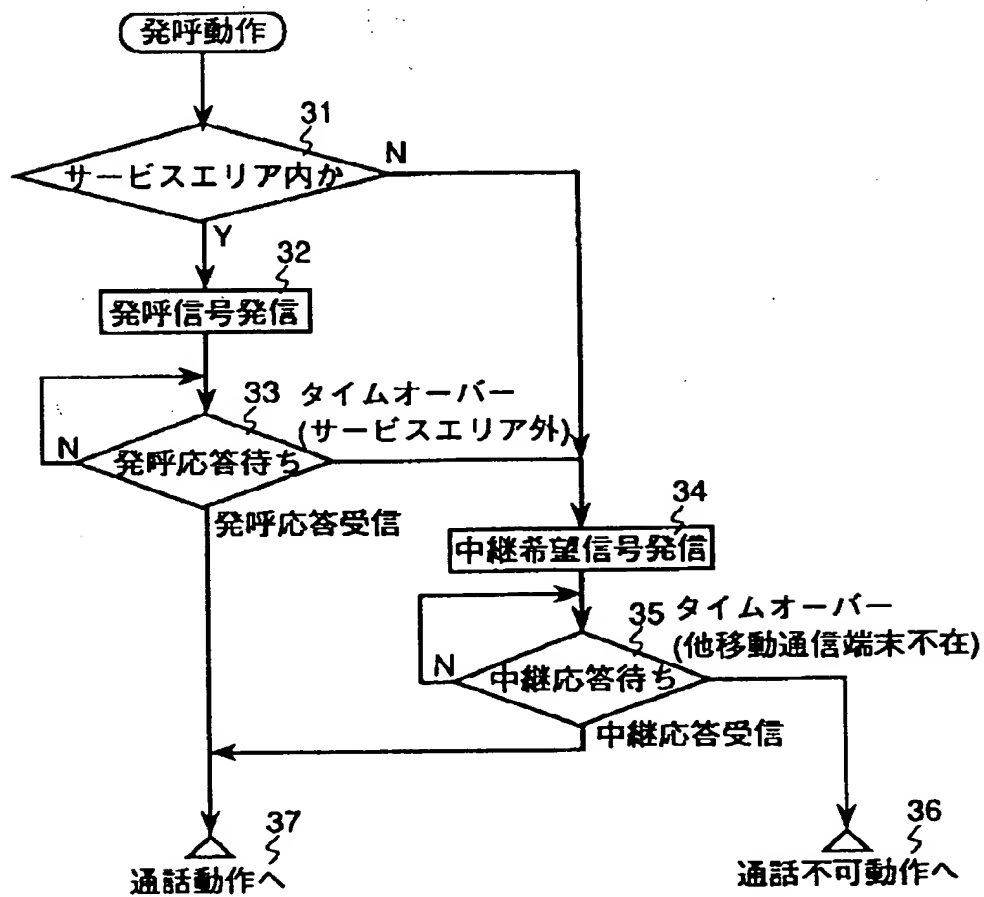 発呼動作
31
サービスエリア内か
N
Y
32
発呼信号発信
33
タイムオーバー
(サービスエリア外)
N
発呼応答待ち
発呼応答受信
34
中継希望信号発信
35
タイムオーバー
(他移動通信端末不在)
N
中継応答待ち
中継応答受信
37
通話動作へ
36
通話不可動作へ